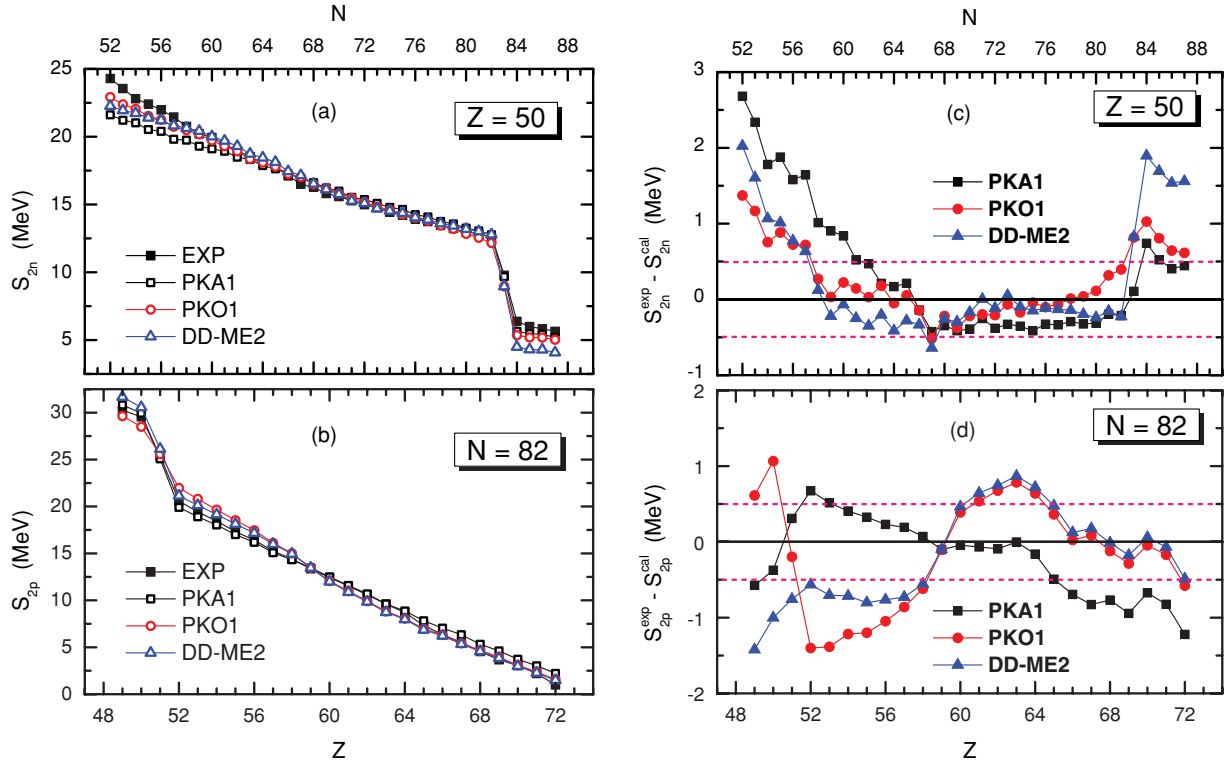 N
52 56 60 64 68 72 76 80 84 88
25
20
15
10
5
S2n (MeV)
(a)
Z = 50
EXP
PKA1
PKO1
DD-ME2
30
25
20
15
10
5
0
S2p (MeV)
(b)
N = 82
EXP
PKA1
PKO1
DD-ME2
48 52 56 60 64 68 72
Z
N
52 56 60 64 68 72 76 80 84 88
3
2
1
0
-1
S2n^exp - S2n^cal (MeV)
(c)
Z = 50
PKA1
PKO1
DD-ME2
2
1
0
-1
-2
S2p^exp - S2p^cal (MeV)
(d)
N = 82
PKA1
PKO1
DD-ME2
48 52 56 60 64 68 72
Z